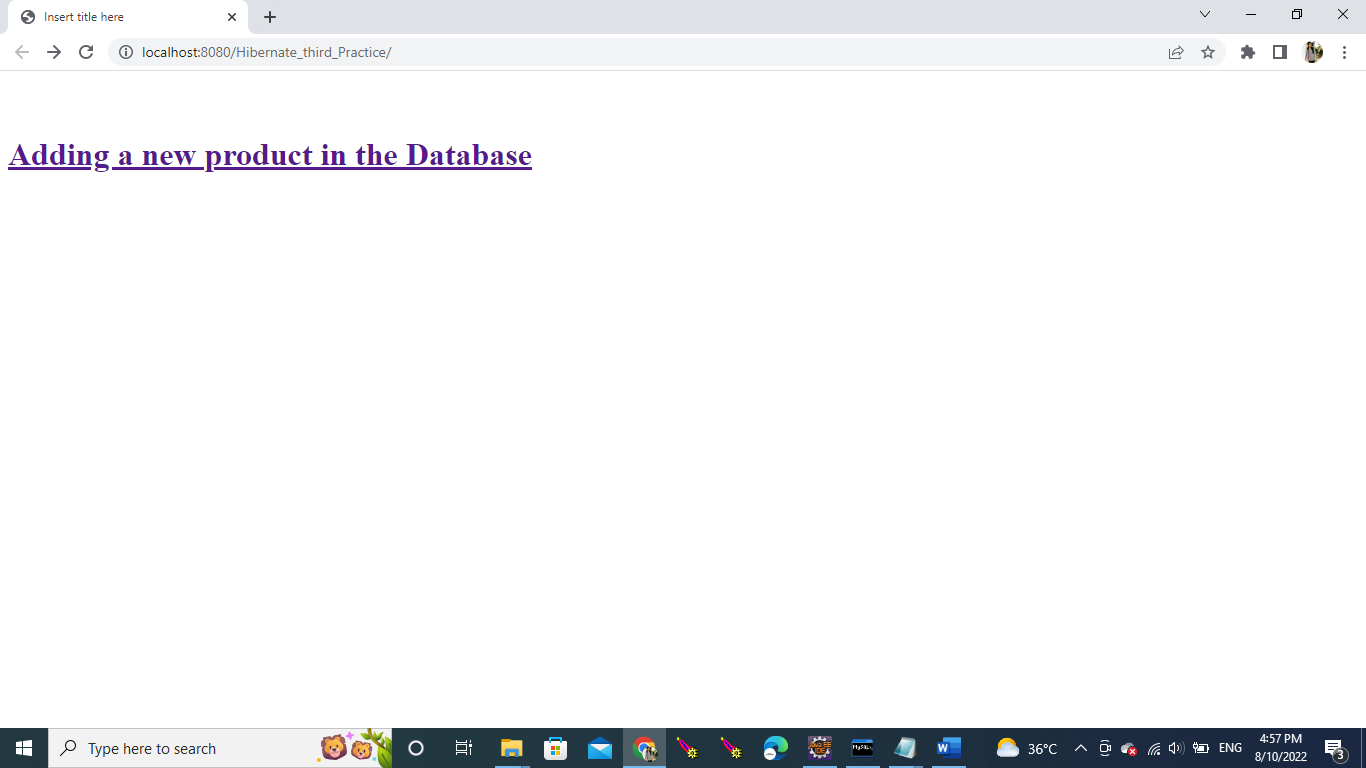 Insert title here
localhost:8080/Hibernate_third_Practice/
Adding a new product in the Database
Type here to search
36°C
ENG
4:57 PM
8/10/2022
3